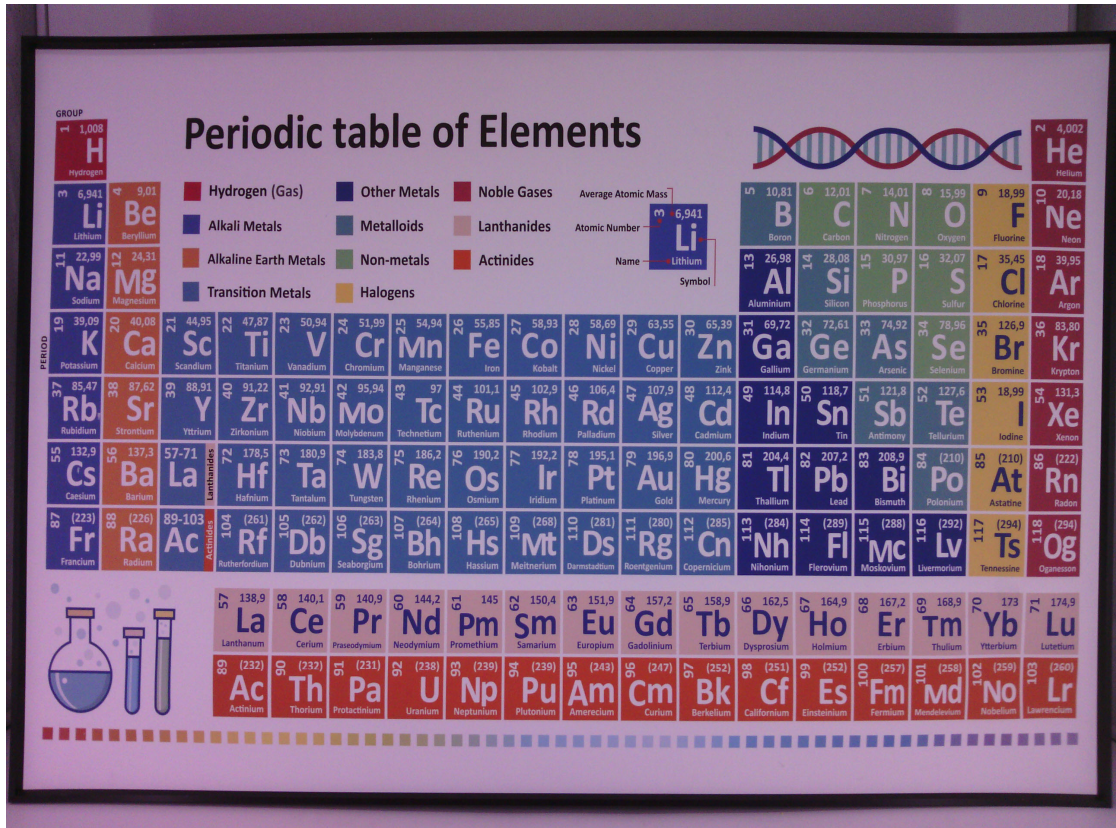 GROUP
Periodic table of Elements
1 1,008 H Hydrogen
2 4,002 He Helium
Hydrogen (Gas)
Alkali Metals
Alkaline Earth Metals
Transition Metals
Other Metals
Metalloids
Non-metals
Halogens
Noble Gases
Lanthanides
Actinides
Average Atomic Mass
Atomic Number
3 6,941 Li Lithium
Name
Symbol
3 6,941 Li Lithium
4 9,01 Be Beryllium
5 10,81 B Boron
6 12,01 C Carbon
7 14,01 N Nitrogen
8 15,99 O Oxygen
9 18,99 F Fluorine
10 20,18 Ne Neon
11 22,99 Na Sodium
12 24,31 Mg Magnesium
13 26,98 Al Aluminium
14 28,08 Si Silicon
15 30,97 P Phosphorus
16 32,07 S Sulfur
17 35,45 Cl Chlorine
18 39,95 Ar Argon
PERIOD
19 39,09 K Potassium
20 40,08 Ca Calcium
21 44,95 Sc Scandium
22 47,87 Ti Titanium
23 50,94 V Vanadium
24 51,99 Cr Chromium
25 54,94 Mn Manganese
26 55,85 Fe Iron
27 58,93 Co Kobalt
28 58,69 Ni Nickel
29 63,55 Cu Copper
30 65,39 Zn Zink
31 69,72 Ga Gallium
32 72,61 Ge Germanium
33 74,92 As Arsenic
34 78,96 Se Selenium
35 126,9 Br Bromine
36 83,80 Kr Krypton
37 85,47 Rb Rubidium
38 87,62 Sr Strontium
39 88,91 Y Yttrium
40 91,22 Zr Zirkonium
41 92,91 Nb Niobium
42 95,94 Mo Molybdenum
43 97 Tc Technetium
44 101,1 Ru Ruthenium
45 102,9 Rh Rhodium
46 106,4 Rd Palladium
47 107,9 Ag Silver
48 112,4 Cd Cadmium
49 114,8 In Indium
50 118,7 Sn Tin
51 121,8 Sb Antimony
52 127,6 Te Tellurium
53 18,99 I Iodine
54 131,3 Xe Xenon
55 132,9 Cs Caesium
56 137,3 Ba Barium
57-71 La Lanthanides
72 178,5 Hf Hafnium
73 180,9 Ta Tantalum
74 183,8 W Tungsten
75 186,2 Re Rhenium
76 190,2 Os Osmium
77 192,2 Ir Iridium
78 195,1 Pt Platinum
79 196,9 Au Gold
80 200,6 Hg Mercury
81 204,4 Tl Thallium
82 207,2 Pb Lead
83 208,9 Bi Bismuth
84 (210) Po Polonium
85 (210) At Astatine
86 (222) Rn Radon
87 (223) Fr Francium
88 (226) Ra Radium
89-103 Ac Actinides
104 (261) Rf Rutherfordium
105 (262) Db Dubnium
106 (263) Sg Seaborgium
107 (264) Bh Bohrium
108 (265) Hs Hassium
109 (268) Mt Meitnerium
110 (281) Ds Darmstadtium
111 (280) Rg Roentgenium
112 (285) Cn Copernicium
113 (284) Nh Nihonium
114 (289) Fl Flerovium
115 (288) Mc Moskovium
116 (292) Lv Livermorium
117 (294) Ts Tennessine
118 (294) Og Oganesson
57 138,9 La Lanthanum
58 140,1 Ce Cerium
59 140,9 Pr Praseodymium
60 144,2 Nd Neodymium
61 145 Pm Promethium
62 150,4 Sm Samarium
63 151,9 Eu Europium
64 157,2 Gd Gadolinium
65 158,9 Tb Terbium
66 162,5 Dy Dysprosium
67 164,9 Ho Holmium
68 167,2 Er Erbium
69 168,9 Tm Thulium
70 173 Yb Ytterbium
71 174,9 Lu Lutetium
89 (232) Ac Actinium
90 (232) Th Thorium
91 (231) Pa Protactinium
92 (238) U Uranium
93 (239) Np Neptunium
94 (239) Pu Plutonium
95 (243) Am Amerecium
96 (247) Cm Curium
97 (252) Bk Berkelium
98 (251) Cf Californium
99 (252) Es Einsteinium
100 (257) Fm Fermium
101 (258) Md Mendelevium
102 (259) No Nobelium
103 (260) Lr Lawrencium